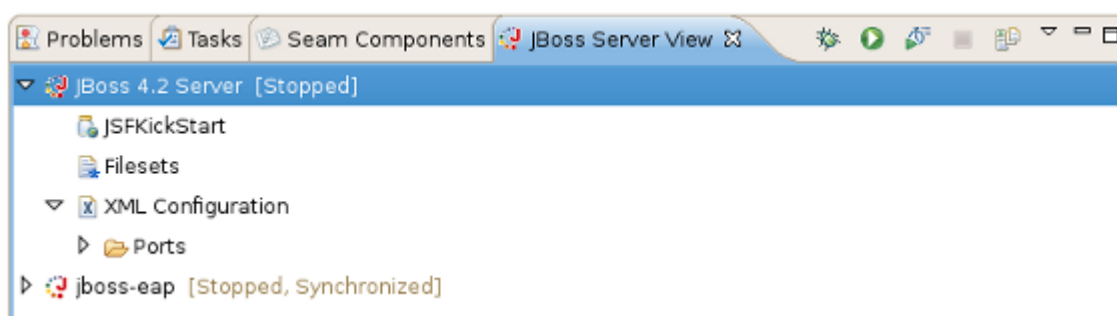 Problems Tasks Seam Components JBoss Server View
JBoss 4.2 Server [Stopped]
JSFKickStart
Filesets
XML Configuration
Ports
jboss-eap [Stopped, Synchronized]